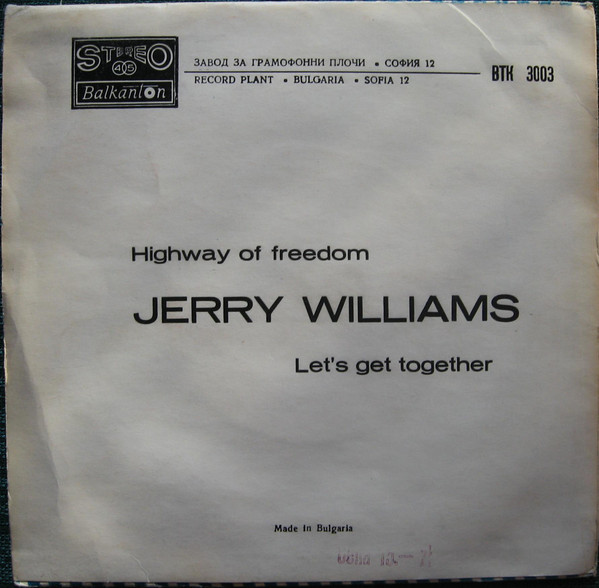 STEREO
45
Balkanton
ЗАВОД ЗА ГРАМОФОННИ ПЛОЧИ • СОФИЯ 12
RECORD PLANT • BULGARIA • SOFIA 12
ВТК 3003
Highway of freedom
JERRY WILLIAMS
Let's get together
Made in Bulgaria